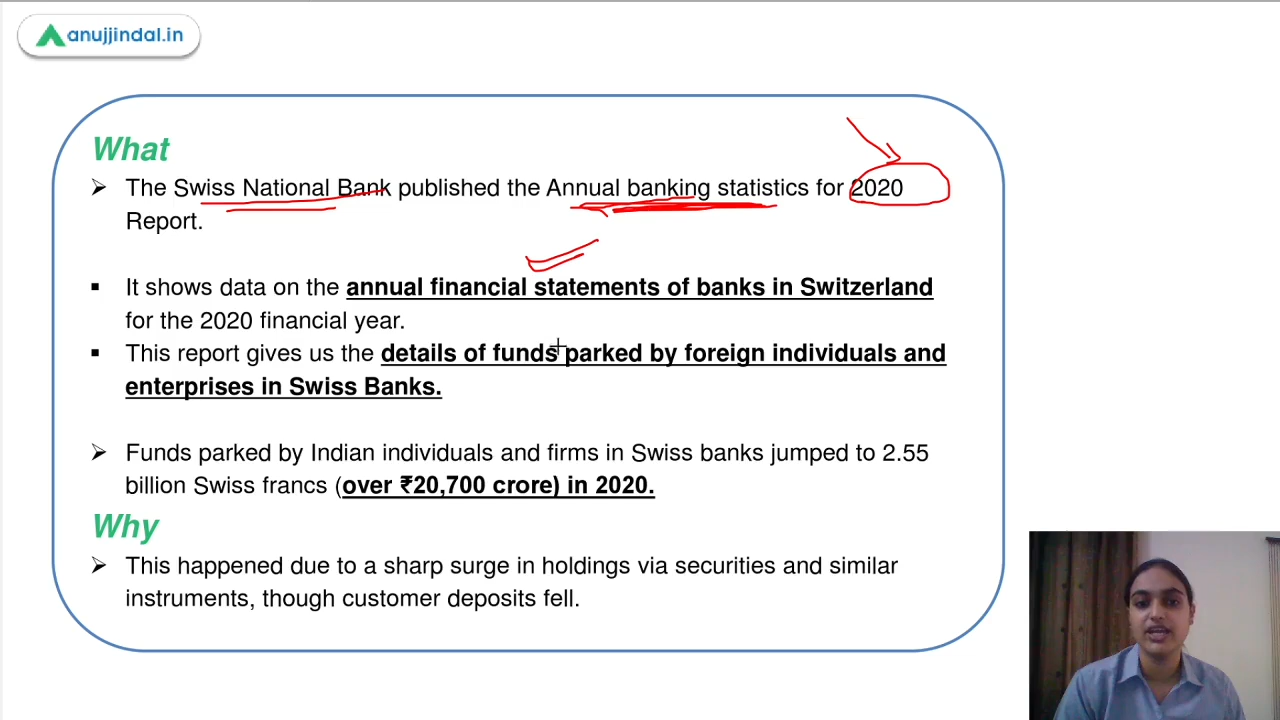 anujjindal.in
What
➢ The Swiss National Bank published the Annual banking statistics for 2020
Report.
▪ It shows data on the annual financial statements of banks in Switzerland
for the 2020 financial year.
▪ This report gives us the details of funds parked by foreign individuals and
enterprises in Swiss Banks.
➢ Funds parked by Indian individuals and firms in Swiss banks jumped to 2.55
billion Swiss francs (over ₹20,700 crore) in 2020.
Why
➢ This happened due to a sharp surge in holdings via securities and similar
instruments, though customer deposits fell.